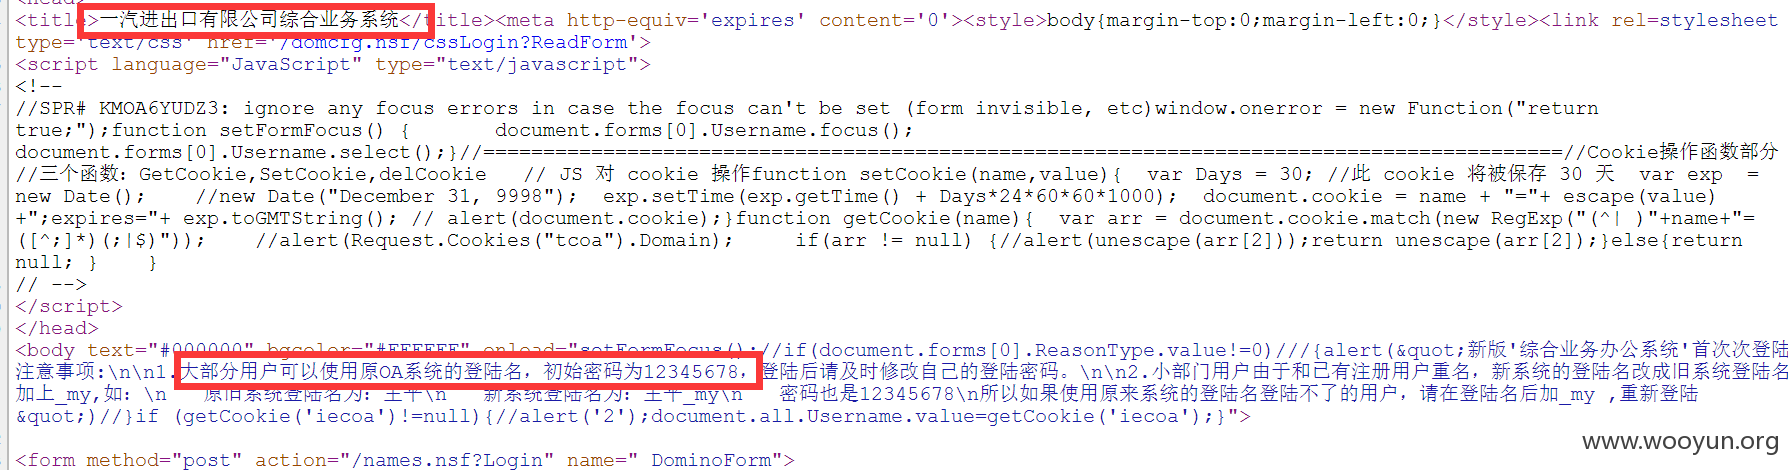 <head>
<title>一汽进出口有限公司综合业务系统</title><meta http-equiv='expires' content='0'><style>body{margin-top:0;margin-left:0;}</style><link rel=stylesheet
type='text/css' href='/domcfg.nsf/cssLogin?ReadForm'>
<script language="JavaScript" type="text/javascript">
<!--
//SPR# KMOA6YUDZ3: ignore any focus errors in case the focus can't be set (form invisible, etc)window.onerror = new Function("return
true;");function setFormFocus() {      document.forms[0].Username.focus();
document.forms[0].Username.select();}//==========================================================================================//Cookie操作函数部分
//三个函数: GetCookie,SetCookie,delCookie   // JS 对 cookie 操作function setCookie(name,value){  var Days = 30; //此 cookie 将被保存 30 天  var exp  =
new Date();    //new Date("December 31, 9998");  exp.setTime(exp.getTime() + Days*24*60*60*1000);  document.cookie = name + "="+ escape(value)
+";expires="+ exp.toGMTString(); // alert(document.cookie);}function getCookie(name){  var arr = document.cookie.match(new RegExp("(^| )"+name+"=
([^;]*)(;|$)"));    //alert(Request.Cookies("tcoa").Domain);    if(arr != null) {//alert(unescape(arr[2]));return unescape(arr[2]);}else{return
null; }    }
// -->
</script>
</head>
<body text="#000000" bgcolor="#FFFFFF" onload="setFormFocus();//if(document.forms[0].ReasonType.value!=0)///{alert(&quot;新版'综合业务办公系统'首次次登陆
注意事项:\n\n1.大部分用户可以使用原OA系统的登陆名，初始密码为12345678，登陆后请及时修改自己的登陆密码。\n\n2.小部门用户由于和已有注册用户重名，新系统的登陆名改成旧系统登陆名
加上_my,如：\n   原旧系统登陆名为：王平\n   新系统登陆名为：王平_my\n   密码也是12345678\n所以如果使用原来系统的登陆名登陆不了的用户，请在登陆名后加_my ,重新登陆
&quot;)//}if (getCookie('iecoa')!=null){//alert('2');document.all.Username.value=getCookie('iecoa');}">
<form method="post" action="/names.nsf?Login" name="_DominoForm">
www.wooyun.org